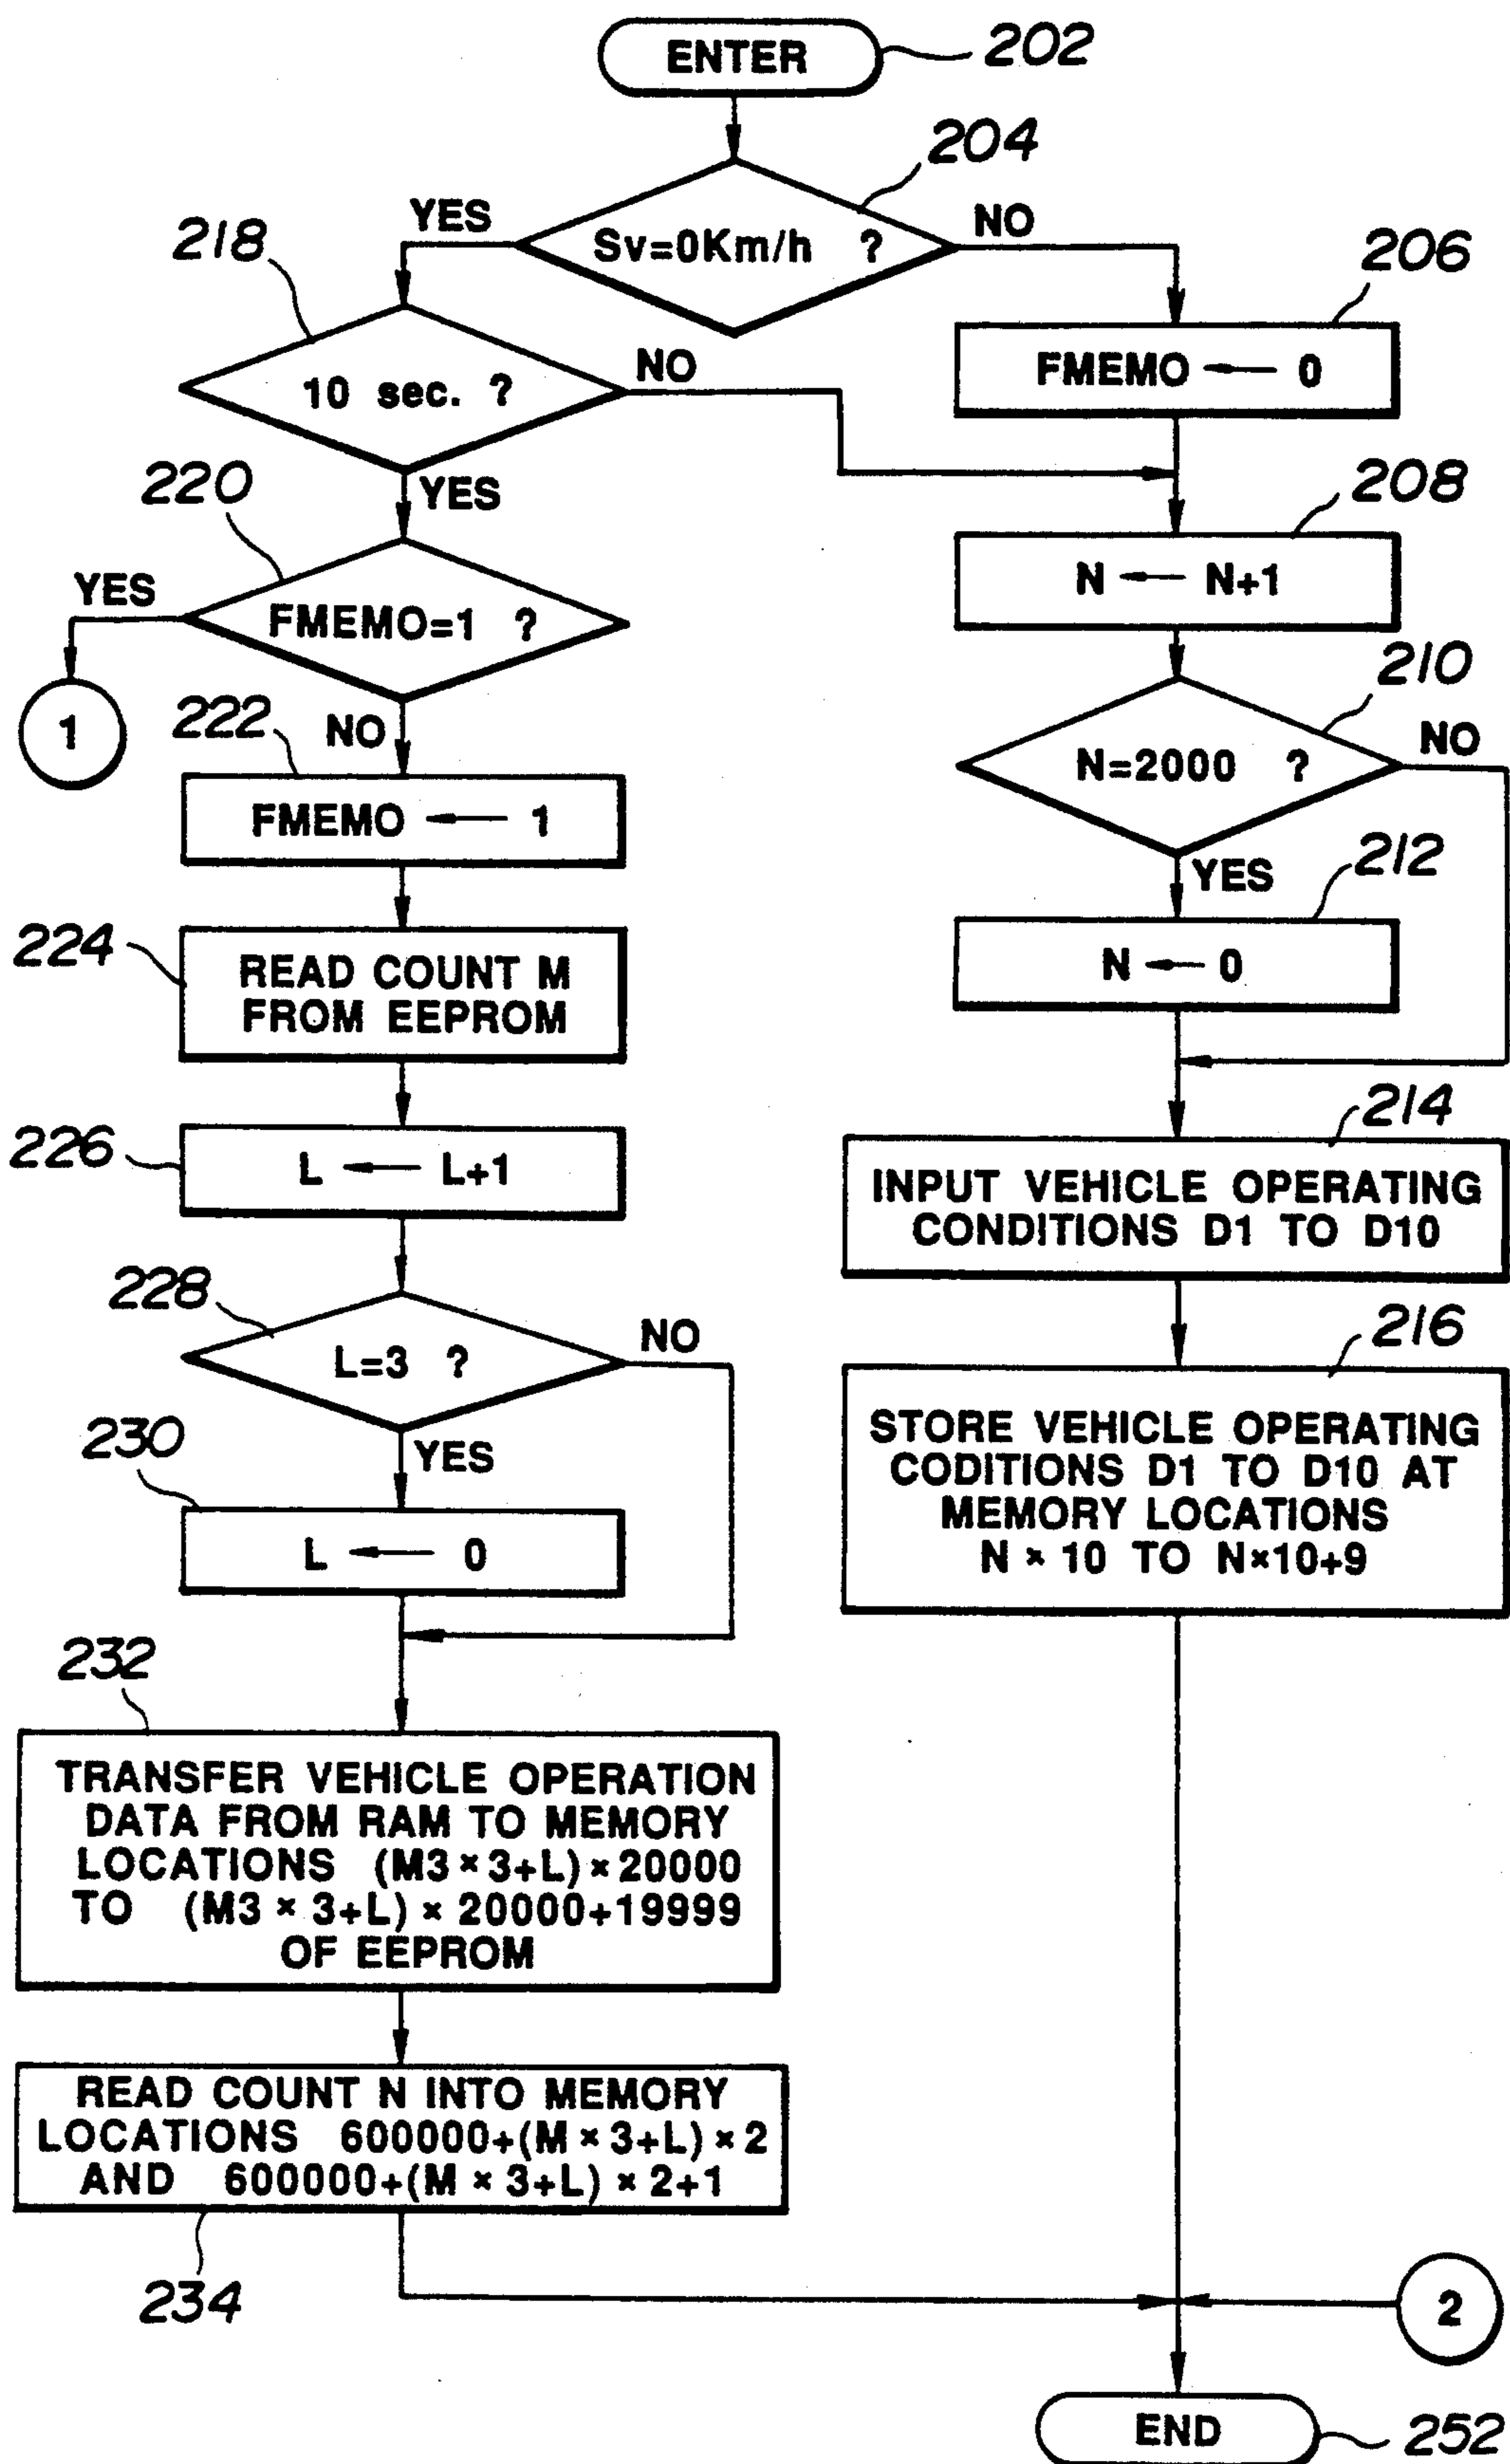 ENTER
202
204
Sv=0Km/h ?
YES
NO
218
206
10 sec. ?
NO
FMEMO ← 0
YES
220
208
FMEMO=1 ?
YES
N ← N+1
1
210
222
NO
N=2000 ?
NO
FMEMO ← 1
YES
212
224
READ COUNT M
FROM EEPROM
N ← 0
226
L ← L+1
214
INPUT VEHICLE OPERATING
CONDITIONS D1 TO D10
228
L=3 ?
NO
216
STORE VEHICLE OPERATING
CODITIONS D1 TO D10 AT
MEMORY LOCATIONS
N × 10 TO N×10+9
YES
230
L ← 0
232
TRANSFER VEHICLE OPERATION
DATA FROM RAM TO MEMORY
LOCATIONS (M3 × 3+L) × 20000
TO (M3 × 3+L) × 20000+19999
OF EEPROM
READ COUNT N INTO MEMORY
LOCATIONS 600000+(M × 3+L) × 2
AND 600000+(M × 3+L) × 2+1
234
2
END
252